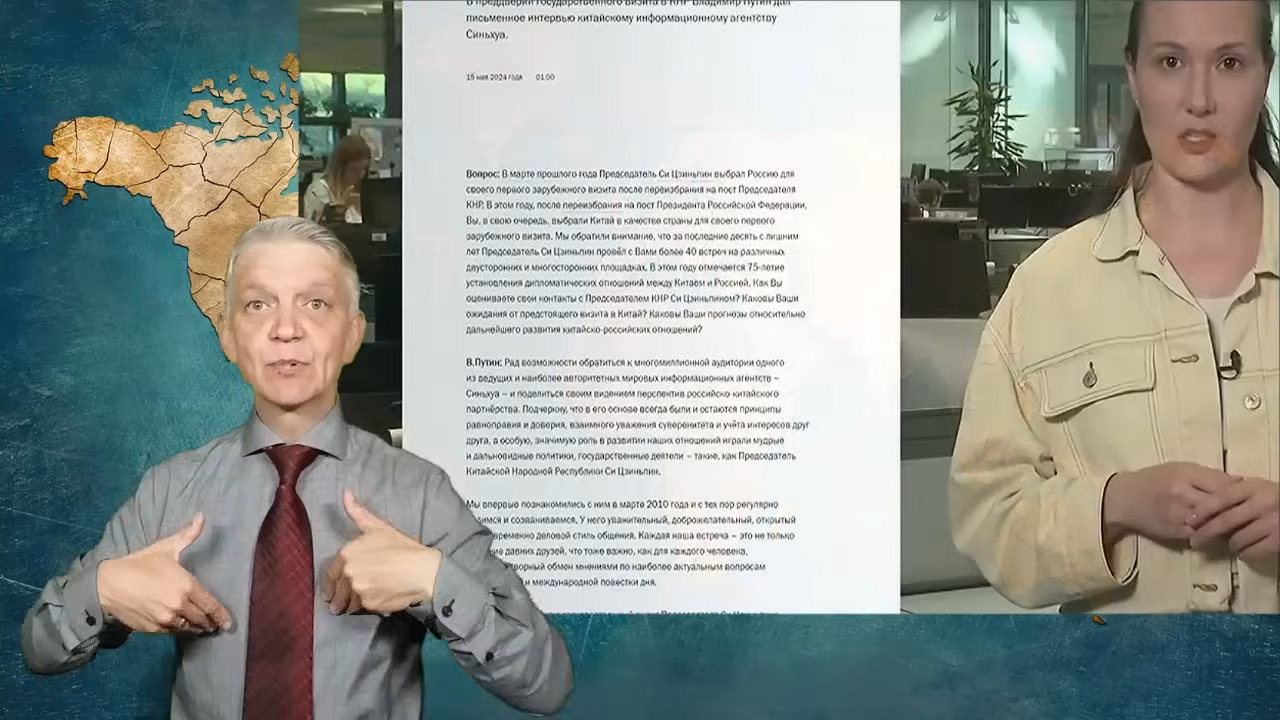 В преддверии государственного визита в КНР Владимир Путин дал
письменное интервью китайскому информационному агентству
Синьхуа.
15 мая 2024 года 01:00
Вопрос: В марте прошлого года Председатель Си Цзиньпин выбрал Россию для
своего первого зарубежного визита после переизбрания на пост Председателя
КНР. В этом году, после переизбрания на пост Президента Российской Федерации,
Вы, в свою очередь, выбрали Китай в качестве страны для своего первого
зарубежного визита. Мы обратили внимание, что за последние десять с лишним
лет Председатель Си Цзиньпин провёл с Вами более 40 встреч на различных
двусторонних и многосторонних площадках. В этом году отмечается 75-летие
установления дипломатических отношений между Китаем и Россией. Как Вы
оцениваете свои контакты с Председателем КНР Си Цзиньпином? Каковы Ваши
ожидания от предстоящего визита в Китай? Каковы Ваши прогнозы относительно
дальнейшего развития китайско-российских отношений?
В.Путин: Рад возможности обратиться к многомиллионной аудитории одного
из ведущих и наиболее авторитетных мировых информационных агентств –
Синьхуа – и поделиться своим видением перспектив российско-китайского
партнёрства. Подчеркну, что в его основе всегда были и остаются принципы
равноправия и доверия, взаимного уважения суверенитета и учёта интересов друг
друга, а особую, значимую роль в развитии наших отношений играли мудрые
и дальновидные политики, государственные деятели – такие, как Председатель
Китайской Народной Республики Си Цзиньпин.
Мы впервые познакомились с ним в марте 2010 года и с тех пор регулярно
и созваниваемся. У него уважительный, доброжелательный, открытый
деловой стиль общения. Каждая наша встреча – это не только
давних друзей, что тоже важно, как для каждого человека,
обмен мнениями по наиболее актуальным вопросам
и международной повестки дня.